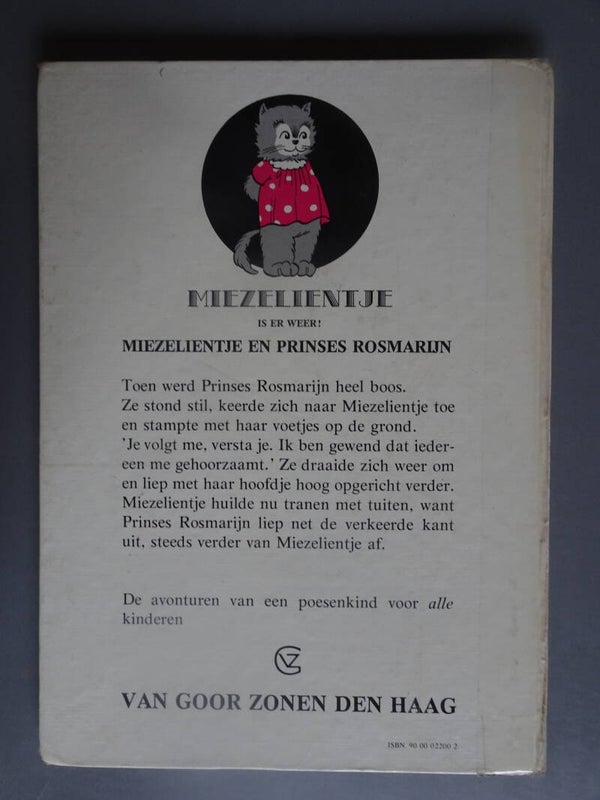 MIEZELIENTJE
IS ER WEER!
MIEZELIENTJE EN PRINSES ROSMARIJN
Toen werd Prinses Rosmarijn heel boos.
Ze stond stil, keerde zich naar Miezelientje toe
en stampte met haar voetjes op de grond.
'Je volgt me, versta je. Ik ben gewend dat ieder-
een me gehoorzaamt.' Ze draaide zich weer om
en liep met haar hoofdje hoog opgericht verder.
Miezelientje huilde nu tranen met tuiten, want
Prinses Rosmarijn liep net de verkeerde kant
uit, steeds verder van Miezelientje af.
De avonturen van een poesenkind voor alle
kinderen
GVZ
VAN GOOR ZONEN DEN HAAG
ISBN 90 00 02200 2